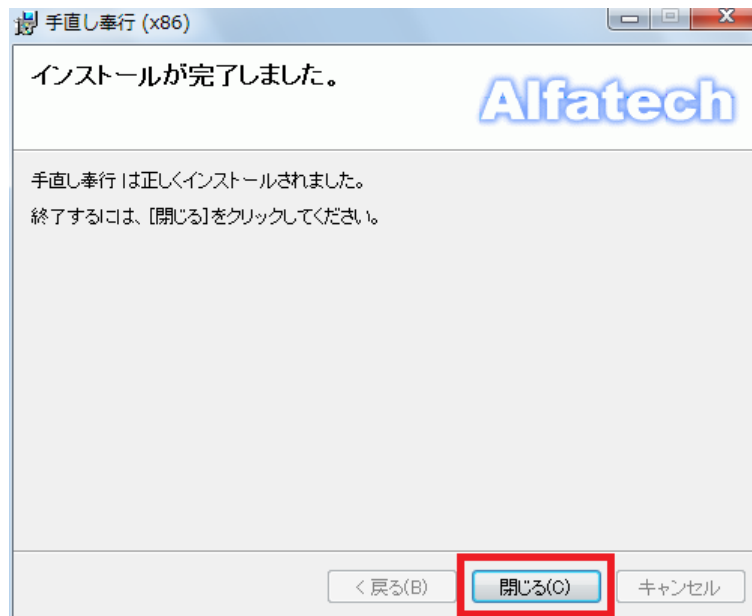 手直し奉行 (x86)
インストールが完了しました。
Alfatech
手直し奉行 は正しくインストールされました。
終了するには、[閉じる]をクリックしてください。
< 戻る(B)
閉じる(C)
キャンセル